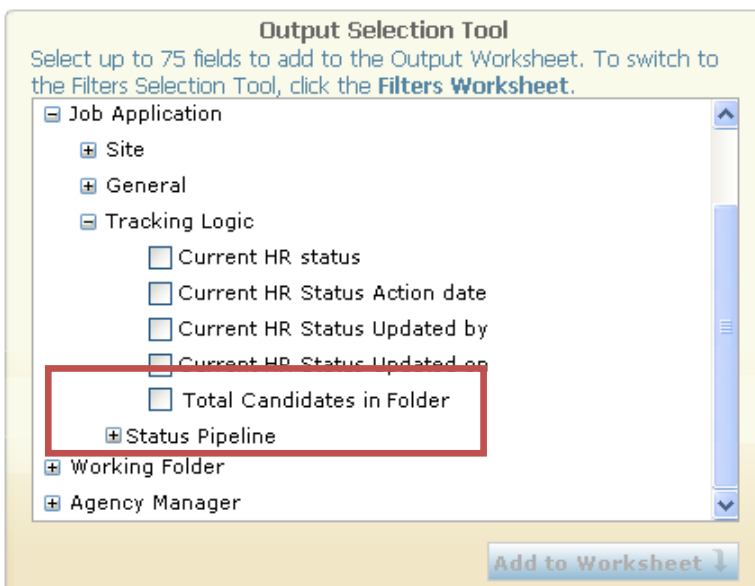 Output Selection Tool
Select up to 75 fields to add to the Output Worksheet. To switch to
the Filters Selection Tool, click the Filters Worksheet.
Job Application
Site
General
Tracking Logic
Current HR status
Current HR Status Action date
Current HR Status Updated by
Current HR Status Updated on
Total Candidates in Folder
Status Pipeline
Working Folder
Agency Manager
Add to Worksheet